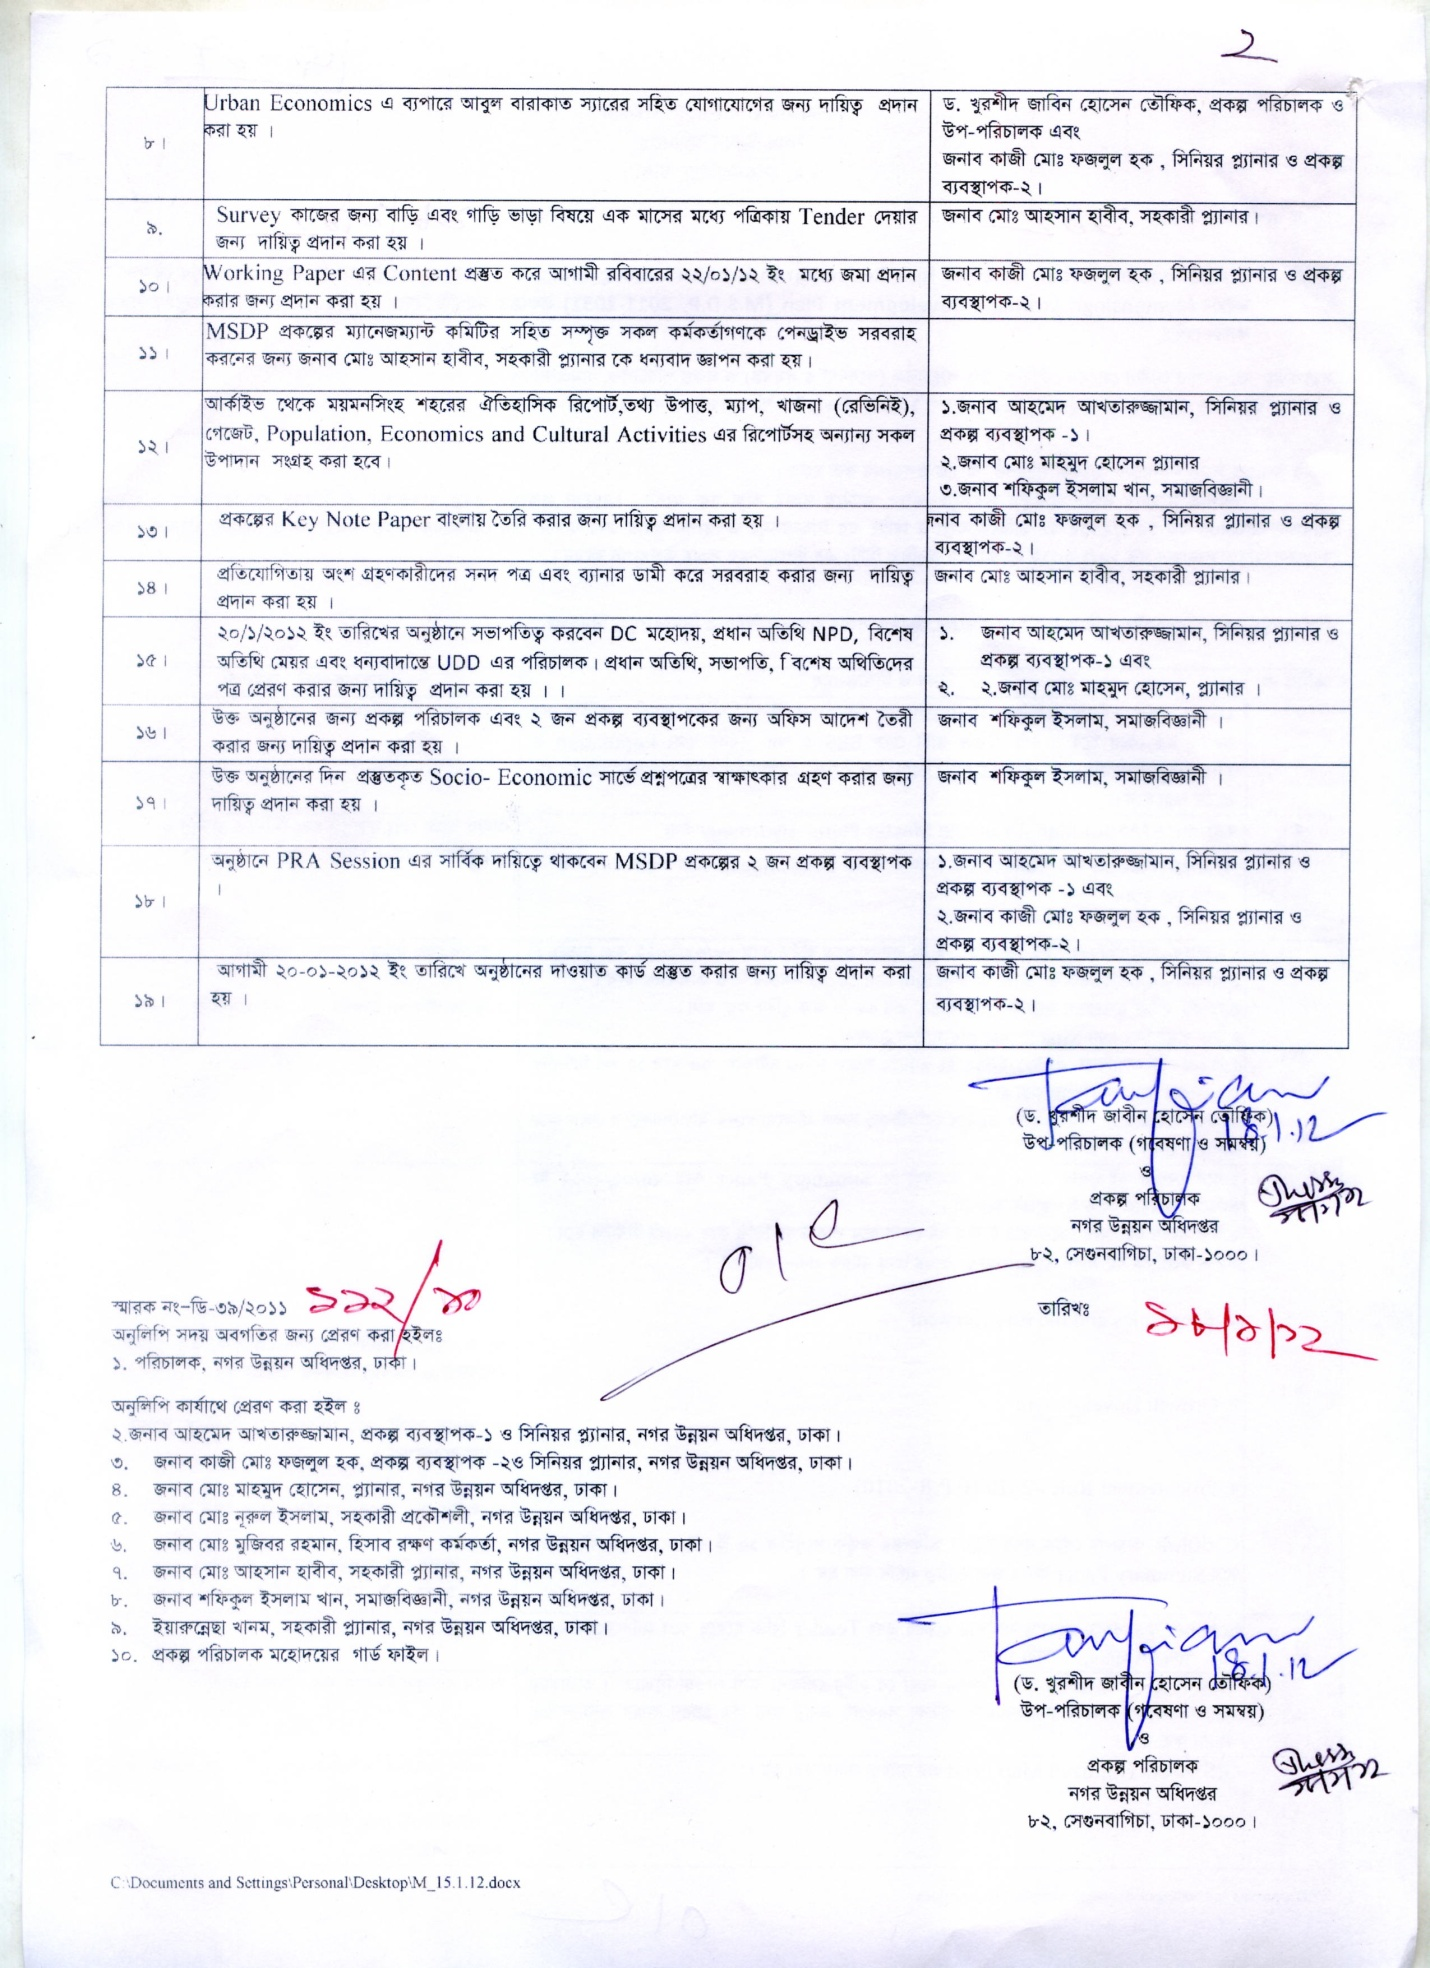 ২
৮। Urban Economics এ ব্যপারে আবুল বারাকাত স্যারের সহিত যোগাযোগের জন্য দায়িত্ব প্রদান
করা হয় ।
ড. খুরশীদ জাবিন হোসেন তৌফিক, প্রকল্প পরিচালক ও
উপ-পরিচালক এবং
জনাব কাজী মোঃ ফজলুল হক , সিনিয়র প্ল্যানার ও প্রকল্প
ব্যবস্থাপক-২।
৯. Survey কাজের জন্য বাড়ি এবং গাড়ি ভাড়া বিষয়ে এক মাসের মধ্যে পত্রিকায় Tender দেয়ার
জন্য দায়িত্ব প্রদান করা হয় ।
জনাব মোঃ আহসান হাবীব, সহকারী প্ল্যানার।
১০। Working Paper এর Content প্রস্তুত করে আগামী রবিবারের ২২/০১/১২ ইং মধ্যে জমা প্রদান
করার জন্য প্রদান করা হয় ।
জনাব কাজী মোঃ ফজলুল হক , সিনিয়র প্ল্যানার ও প্রকল্প
ব্যবস্থাপক-২।
১১। MSDP প্রকল্পের ম্যানেজম্যান্ট কমিটির সহিত সম্পৃক্ত সকল কর্মকর্তাগণকে পেনড্রাইভ সরবরাহ
করনের জন্য জনাব মোঃ আহসান হাবীব, সহকারী প্ল্যানার কে ধন্যবাদ জ্ঞাপন করা হয়।
১২। আর্কাইভ থেকে ময়মনসিংহ শহরের ঐতিহাসিক রিপোর্ট,তথ্য উপাত্ত, ম্যাপ, খাজনা (রেভিনিই),
গেজেট, Population, Economics and Cultural Activities এর রিপোর্টসহ অন্যান্য সকল
উপাদান সংগ্রহ করা হবে।
১.জনাব আহমেদ আখতারুজ্জামান, সিনিয়র প্ল্যানার ও
প্রকল্প ব্যবস্থাপক -১।
২.জনাব মোঃ মাহমুদ হোসেন প্ল্যানার
৩.জনাব শফিকুল ইসলাম খান, সমাজবিজ্ঞানী।
১৩। প্রকল্পের Key Note Paper বাংলায় তৈরি করার জন্য দায়িত্ব প্রদান করা হয় ।
জনাব কাজী মোঃ ফজলুল হক , সিনিয়র প্ল্যানার ও প্রকল্প
ব্যবস্থাপক-২।
১৪। প্রতিযোগিতায় অংশ গ্রহণকারীদের সনদ পত্র এবং ব্যানার ডামী করে সরবরাহ করার জন্য দায়িত্ব
প্রদান করা হয় ।
জনাব মোঃ আহসান হাবীব, সহকারী প্ল্যানার।
১৫। ২০/১/২০১২ ইং তারিখের অনুষ্ঠানে সভাপতিত্ব করবেন DC মহোদয়, প্রধান অতিথি NPD, বিশেষ
অতিথি মেয়র এবং ধন্যবাদান্তে UDD এর পরিচালক। প্রধান অতিথি, সভাপতি, বিশেষ অথিতিদের
পত্র প্রেরণ করার জন্য দায়িত্ব প্রদান করা হয় । ।
১. জনাব আহমেদ আখতারুজ্জামান, সিনিয়র প্ল্যানার ও
প্রকল্প ব্যবস্থাপক-১ এবং
২. ২.জনাব মোঃ মাহমুদ হোসেন, প্ল্যানার ।
১৬। উক্ত অনুষ্ঠানের জন্য প্রকল্প পরিচালক এবং ২ জন প্রকল্প ব্যবস্থাপকের জন্য অফিস আদেশ তৈরী
করার জন্য দায়িত্ব প্রদান করা হয় ।
জনাব শফিকুল ইসলাম, সমাজবিজ্ঞানী ।
১৭। উক্ত অনুষ্ঠানের দিন প্রস্তুতকৃত Socio- Economic সার্ভে প্রশ্নপত্রের স্বাক্ষাৎকার গ্রহণ করার জন্য
দায়িত্ব প্রদান করা হয় ।
জনাব শফিকুল ইসলাম, সমাজবিজ্ঞানী ।
১৮। অনুষ্ঠানে PRA Session এর সার্বিক দায়িত্বে থাকবেন MSDP প্রকল্পের ২ জন প্রকল্প ব্যবস্থাপক
।
১.জনাব আহমেদ আখতারুজ্জামান, সিনিয়র প্ল্যানার ও
প্রকল্প ব্যবস্থাপক -১ এবং
২.জনাব কাজী মোঃ ফজলুল হক , সিনিয়র প্ল্যানার ও
প্রকল্প ব্যবস্থাপক-২।
১৯। আগামী ২০-০১-২০১২ ইং তারিখে অনুষ্ঠানের দাওয়াত কার্ড প্রস্তুত করার জন্য দায়িত্ব প্রদান করা
হয় ।
জনাব কাজী মোঃ ফজলুল হক , সিনিয়র প্ল্যানার ও প্রকল্প
ব্যবস্থাপক-২।
18.1.12
(ড. খুরশীদ জাবীন হোসেন তৌফিক)
উপ-পরিচালক (গবেষণা ও সমন্বয়)
ও
প্রকল্প পরিচালক
নগর উন্নয়ন অধিদপ্তর
৮২, সেগুনবাগিচা, ঢাকা-১০০০।
স্মারক নং-ডি-৩৯/২০১১ ১১২/১০
তারিখঃ ১৮/১/১২
অনুলিপি সদয় অবগতির জন্য প্রেরণ করা হইলঃ
১. পরিচালক, নগর উন্নয়ন অধিদপ্তর, ঢাকা।
অনুলিপি কার্যাথে প্রেরণ করা হইল ঃ
২.জনাব আহমেদ আখতারুজ্জামান, প্রকল্প ব্যবস্থাপক-১ ও সিনিয়র প্ল্যানার, নগর উন্নয়ন অধিদপ্তর, ঢাকা।
৩. জনাব কাজী মোঃ ফজলুল হক, প্রকল্প ব্যবস্থাপক -২ও সিনিয়র প্ল্যানার, নগর উন্নয়ন অধিদপ্তর, ঢাকা।
৪. জনাব মোঃ মাহমুদ হোসেন, প্ল্যানার, নগর উন্নয়ন অধিদপ্তর, ঢাকা।
৫. জনাব মোঃ নূরুল ইসলাম, সহকারী প্রকৌশলী, নগর উন্নয়ন অধিদপ্তর, ঢাকা।
৬. জনাব মোঃ মুজিবর রহমান, হিসাব রক্ষণ কর্মকর্তা, নগর উন্নয়ন অধিদপ্তর, ঢাকা।
৭. জনাব মোঃ আহসান হাবীব, সহকারী প্ল্যানার, নগর উন্নয়ন অধিদপ্তর, ঢাকা।
৮. জনাব শফিকুল ইসলাম খান, সমাজবিজ্ঞানী, নগর উন্নয়ন অধিদপ্তর, ঢাকা।
৯. ইয়ারুন্নেছা খানম, সহকারী প্ল্যানার, নগর উন্নয়ন অধিদপ্তর, ঢাকা।
১০. প্রকল্প পরিচালক মহোদয়ের গার্ড ফাইল।
18.1.12
(ড. খুরশীদ জাবীন হোসেন তৌফিক)
উপ-পরিচালক (গবেষণা ও সমন্বয়)
ও
প্রকল্প পরিচালক
নগর উন্নয়ন অধিদপ্তর
৮২, সেগুনবাগিচা, ঢাকা-১০০০।
C:\Documents and Settings\Personal\Desktop\M_15.1.12.docx